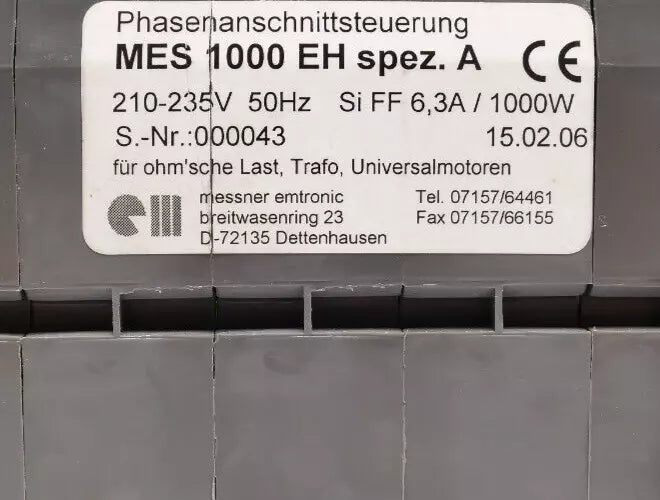 Phasenanschnittsteuerung
MES 1000 EH spez. A CE
210-235V 50Hz Si FF 6,3A / 1000W
S.-Nr.:000043 15.02.06
für ohm'sche Last, Trafo, Universalmotoren
messner emtronic Tel. 07157/64461
breitwasenring 23 Fax 07157/66155
D-72135 Dettenhausen